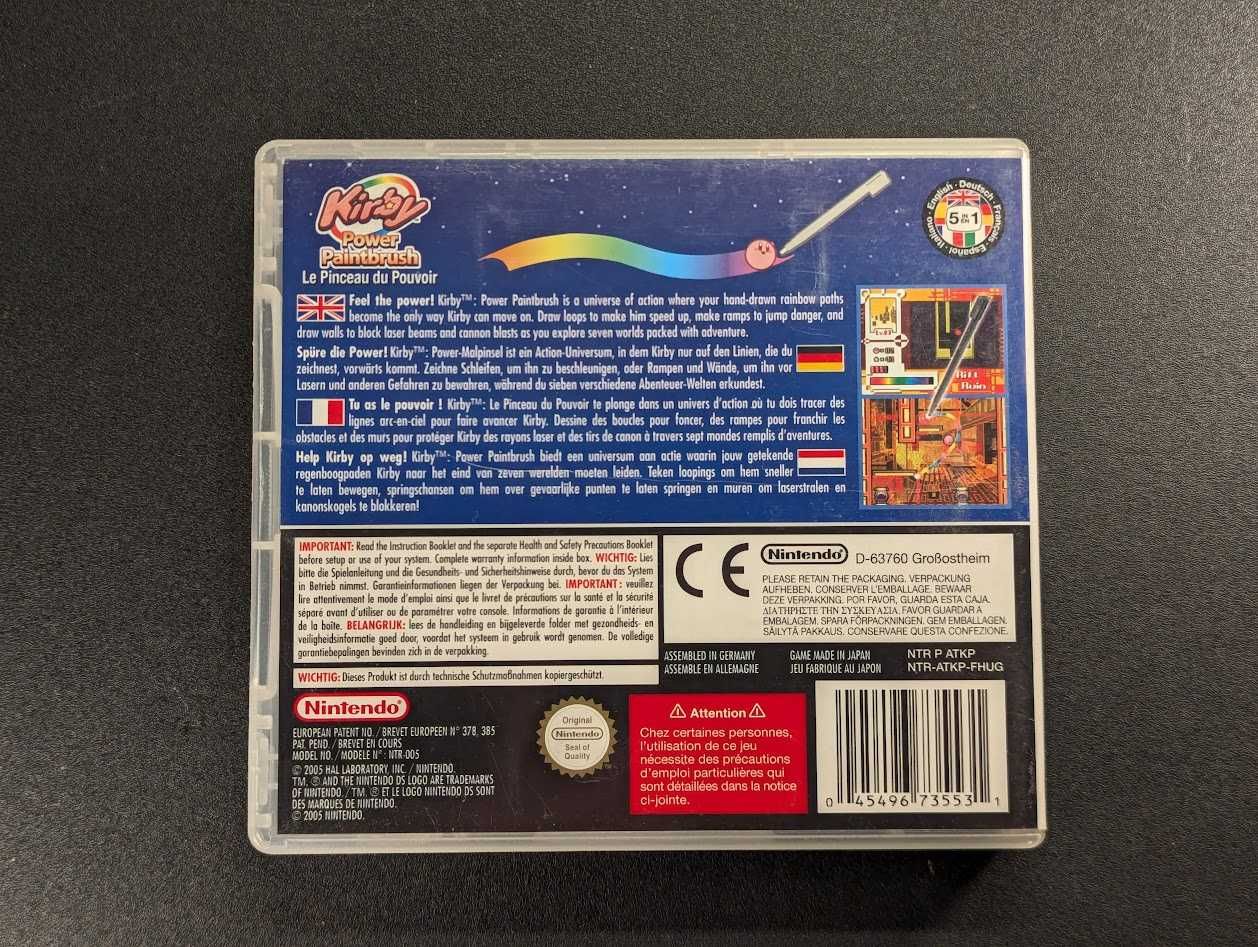 Kirby
Power
Paintbrush
Le Pinceau du Pouvoir
English · Deutsch · Français · Español · Italiano
5 IN EN 1
Feel the power! Kirby™: Power Paintbrush is a universe of action where your hand-drawn rainbow paths
become the only way Kirby can move on. Draw loops to make him speed up, make ramps to jump danger, and
draw walls to block laser beams and cannon blasts as you explore seven worlds packed with adventure.
Spüre die Power! Kirby™: Power-Malpinsel ist ein Action-Universum, in dem Kirby nur auf den Linien, die du
zeichnest, vorwärts kommt. Zeichne Schleifen, um ihn zu beschleunigen, oder Rampen und Wände, um ihn vor
Lasern und anderen Gefahren zu bewahren, während du sieben verschiedene Abenteuer-Welten erkundest.
Tu as le pouvoir ! Kirby™: Le Pinceau du Pouvoir te plonge dans un univers d'action où tu dois tracer des
lignes arc-en-ciel pour faire avancer Kirby. Dessine des boucles pour foncer, des rampes pour franchir les
obstacles et des murs pour protéger Kirby des rayons laser et des tirs de canon à travers sept mondes remplis d'aventures.
Help Kirby op weg! Kirby™: Power Paintbrush biedt een universum aan actie waarin jouw getekende
regenboogpaden Kirby naar het eind van zeven werelden moeten leiden. Teken loopings om hem sneller
te laten bewegen, springschansen om hem over gevaarlijke punten te laten springen en muren om laserstralen en
kanonskogels te blokkeren!
IMPORTANT: Read the Instruction Booklet and the separate Health and Safety Precautions Booklet
before setup or use of your system. Complete warranty information inside box. WICHTIG: Lies
bitte die Spielanleitung und die Gesundheits- und Sicherheitshinweise durch, bevor du das System
in Betrieb nimmst. Garantieinformationen liegen der Verpackung bei. IMPORTANT : veuillez
lire attentivement le mode d'emploi ainsi que le livret de précautions sur la santé et la sécurité
séparé avant d'utiliser ou de paramétrer votre console. Informations de garantie à l'intérieur
de la boîte. BELANGRIJK: lees de handleiding en bijgeleverde folder met gezondheids- en
veiligheidsinformatie goed door, voordat het systeem in gebruik wordt genomen. De volledige
garantiebepalingen bevinden zich in de verpakking.
WICHTIG: Dieses Produkt ist durch technische Schutzmaßnahmen kopiergeschützt.
CE
Nintendo® D-63760 Großostheim
PLEASE RETAIN THE PACKAGING. VERPACKUNG
AUFHEBEN. CONSERVER L'EMBALLAGE. BEWAAR
DEZE VERPAKKING. POR FAVOR, GUARDA ESTA CAJA.
ΔΙΑΤΗΡΗΣΤΕ ΤΗΝ ΣΥΣΚΕΥΑΣΙΑ. FAVOR GUARDAR A
EMBALAGEM. SPARA FÖRPACKNINGEN. GEM EMBALLAGEN.
SÄILYTÄ PAKKAUS. CONSERVARE QUESTA CONFEZIONE.
ASSEMBLED IN GERMANY
ASSEMBLE EN ALLEMAGNE
GAME MADE IN JAPAN
JEU FABRIQUE AU JAPON
NTR P ATKP
NTR-ATKP-FHUG
Nintendo®
EUROPEAN PATENT NO. / BREVET EUROPEEN N° 378, 385
PAT. PEND. / BREVET EN COURS
MODEL NO. / MODELE N° : NTR-005
© 2005 HAL LABORATORY, INC. / NINTENDO.
TM, ® AND THE NINTENDO DS LOGO ARE TRADEMARKS
OF NINTENDO. / TM, ® ET LE LOGO NINTENDO DS SONT
DES MARQUES DE NINTENDO.
© 2005 NINTENDO.
Original
Nintendo
Seal of
Quality
⚠ Attention ⚠
Chez certaines personnes,
l'utilisation de ce jeu
nécessite des précautions
d'emploi particulières qui
sont détaillées dans la notice
ci-jointe.
0 45496 73553 1